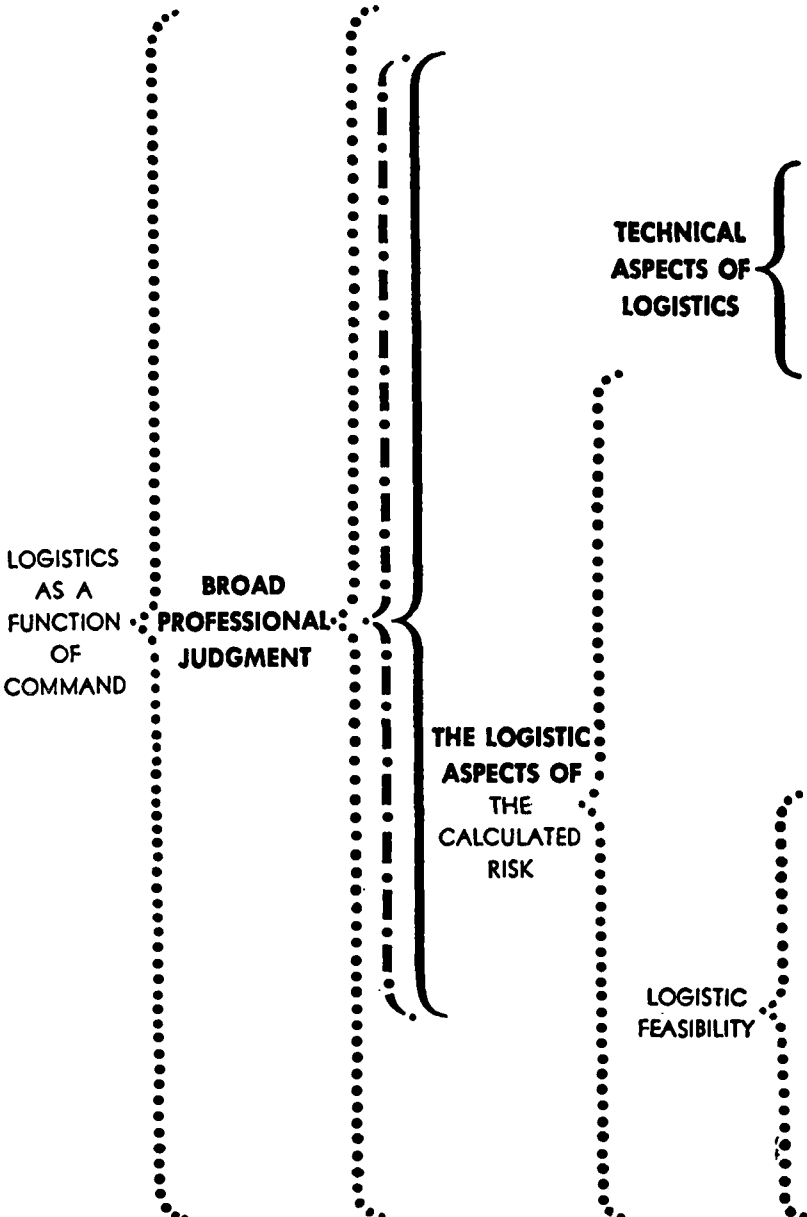 LOGISTICS
AS A
FUNCTION
OF
COMMAND
BROAD
PROFESSIONAL
JUDGMENT
TECHNICAL
ASPECTS OF
LOGISTICS
THE LOGISTIC
ASPECTS OF
THE
CALCULATED
RISK
LOGISTIC
FEASIBILITY